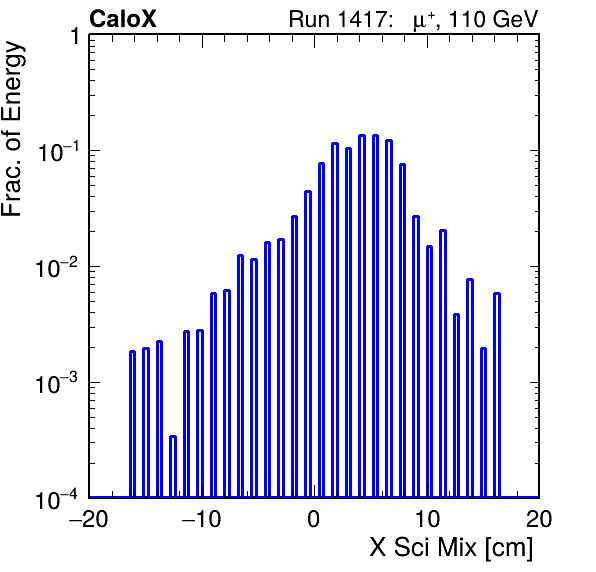 CaloX Run 1417: μ⁺, 110 GeV
Frac. of Energy
1
10⁻¹
10⁻²
10⁻³
10⁻⁴
−20 −10 0 10 20
X Sci Mix [cm]